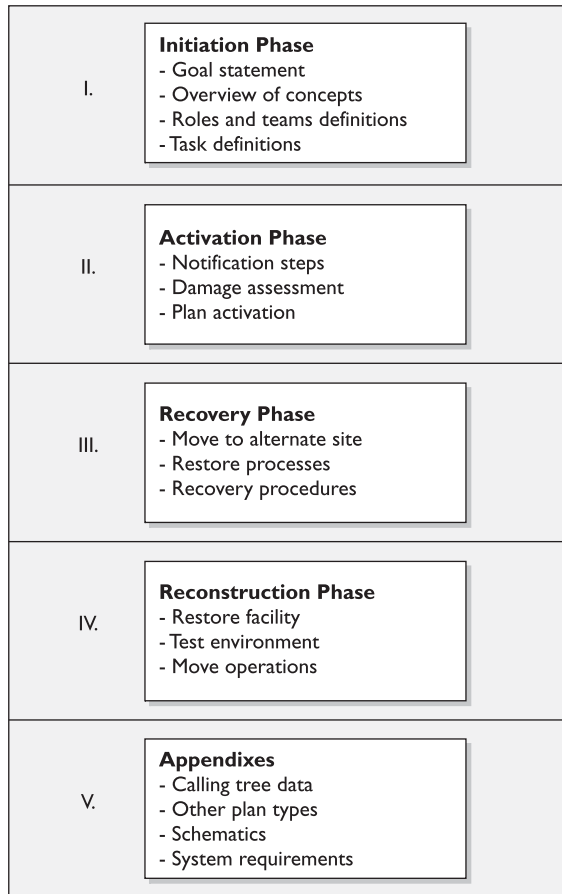 I.
Initiation Phase
- Goal statement
- Overview of concepts
- Roles and teams definitions
- Task definitions
II.
Activation Phase
- Notification steps
- Damage assessment
- Plan activation
III.
Recovery Phase
- Move to alternate site
- Restore processes
- Recovery procedures
IV.
Reconstruction Phase
- Restore facility
- Test environment
- Move operations
V.
Appendixes
- Calling tree data
- Other plan types
- Schematics
- System requirements